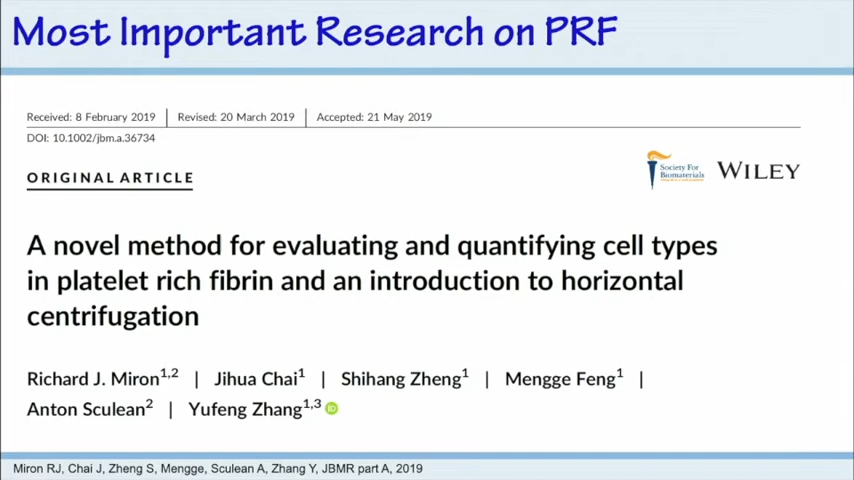 Most Important Research on PRF
Received: 8 February 2019 | Revised: 20 March 2019 | Accepted: 21 May 2019
DOI: 10.1002/jbm.a.36734
ORIGINAL ARTICLE
Society For
Biomaterials
WILEY
A novel method for evaluating and quantifying cell types
in platelet rich fibrin and an introduction to horizontal
centrifugation
Richard J. Miron1,2 | Jihua Chai1 | Shihang Zheng1 | Mengge Feng1 |
Anton Sculean2 | Yufeng Zhang1,3 iD
Miron RJ, Chai J, Zheng S, Mengge, Sculean A, Zhang Y, JBMR part A, 2019